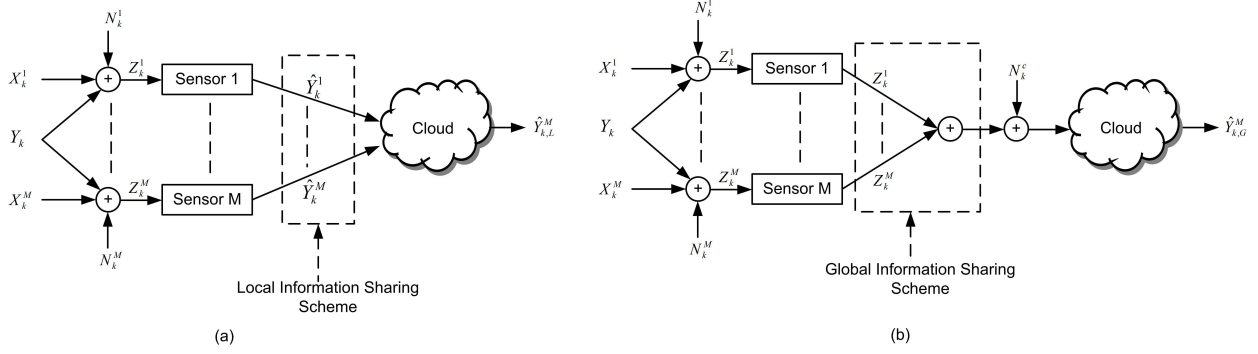 N_k^1
X_k^1
Z_k^1
Sensor 1
Ŷ_k^1
Y_k
Cloud
Ŷ_{k,L}^M
X_k^M
Z_k^M
Sensor M
Ŷ_k^M
N_k^M
Local Information Sharing
Scheme
(a)
N_k^1
X_k^1
Z_k^1
Sensor 1
Z_k^1
N_k^c
Y_k
Cloud
Ŷ_{k,G}^M
X_k^M
Z_k^M
Sensor M
Z_k^M
N_k^M
Global Information Sharing
Scheme
(b)